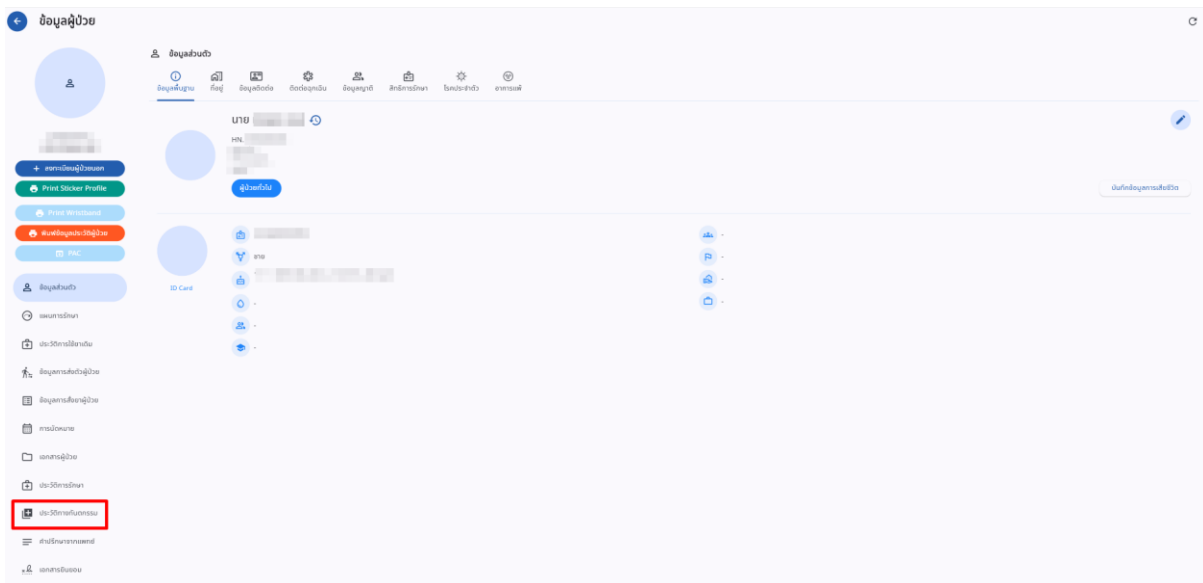 ข้อมูลผู้ป่วย
ข้อมูลส่วนตัว
ข้อมูลพื้นฐาน
ที่อยู่
ข้อมูลติดต่อ
ติดต่อฉุกเฉิน
ข้อมูลญาติ
สิทธิการรักษา
โรคประจำตัว
อาการแพ้
นาย
HN.
ผู้ป่วยทั่วไป
บันทึกข้อมูลการเสียชีวิต
+ ลงทะเบียนผู้ป่วยนอก
Print Sticker Profile
Print Wristband
พิมพ์ข้อมูลประวัติผู้ป่วย
PAC
ID Card
-
ชาย
-
-
-
-
-
-
ข้อมูลส่วนตัว
แผนการรักษา
ประวัติการใช้ยาเดิม
ข้อมูลการส่งตัวผู้ป่วย
ข้อมูลการสั่งยาผู้ป่วย
การนัดหมาย
เอกสารผู้ป่วย
ประวัติการรักษา
ประวัติทางทันตกรรม
คำปรึกษาจากแพทย์
เอกสารยินยอม